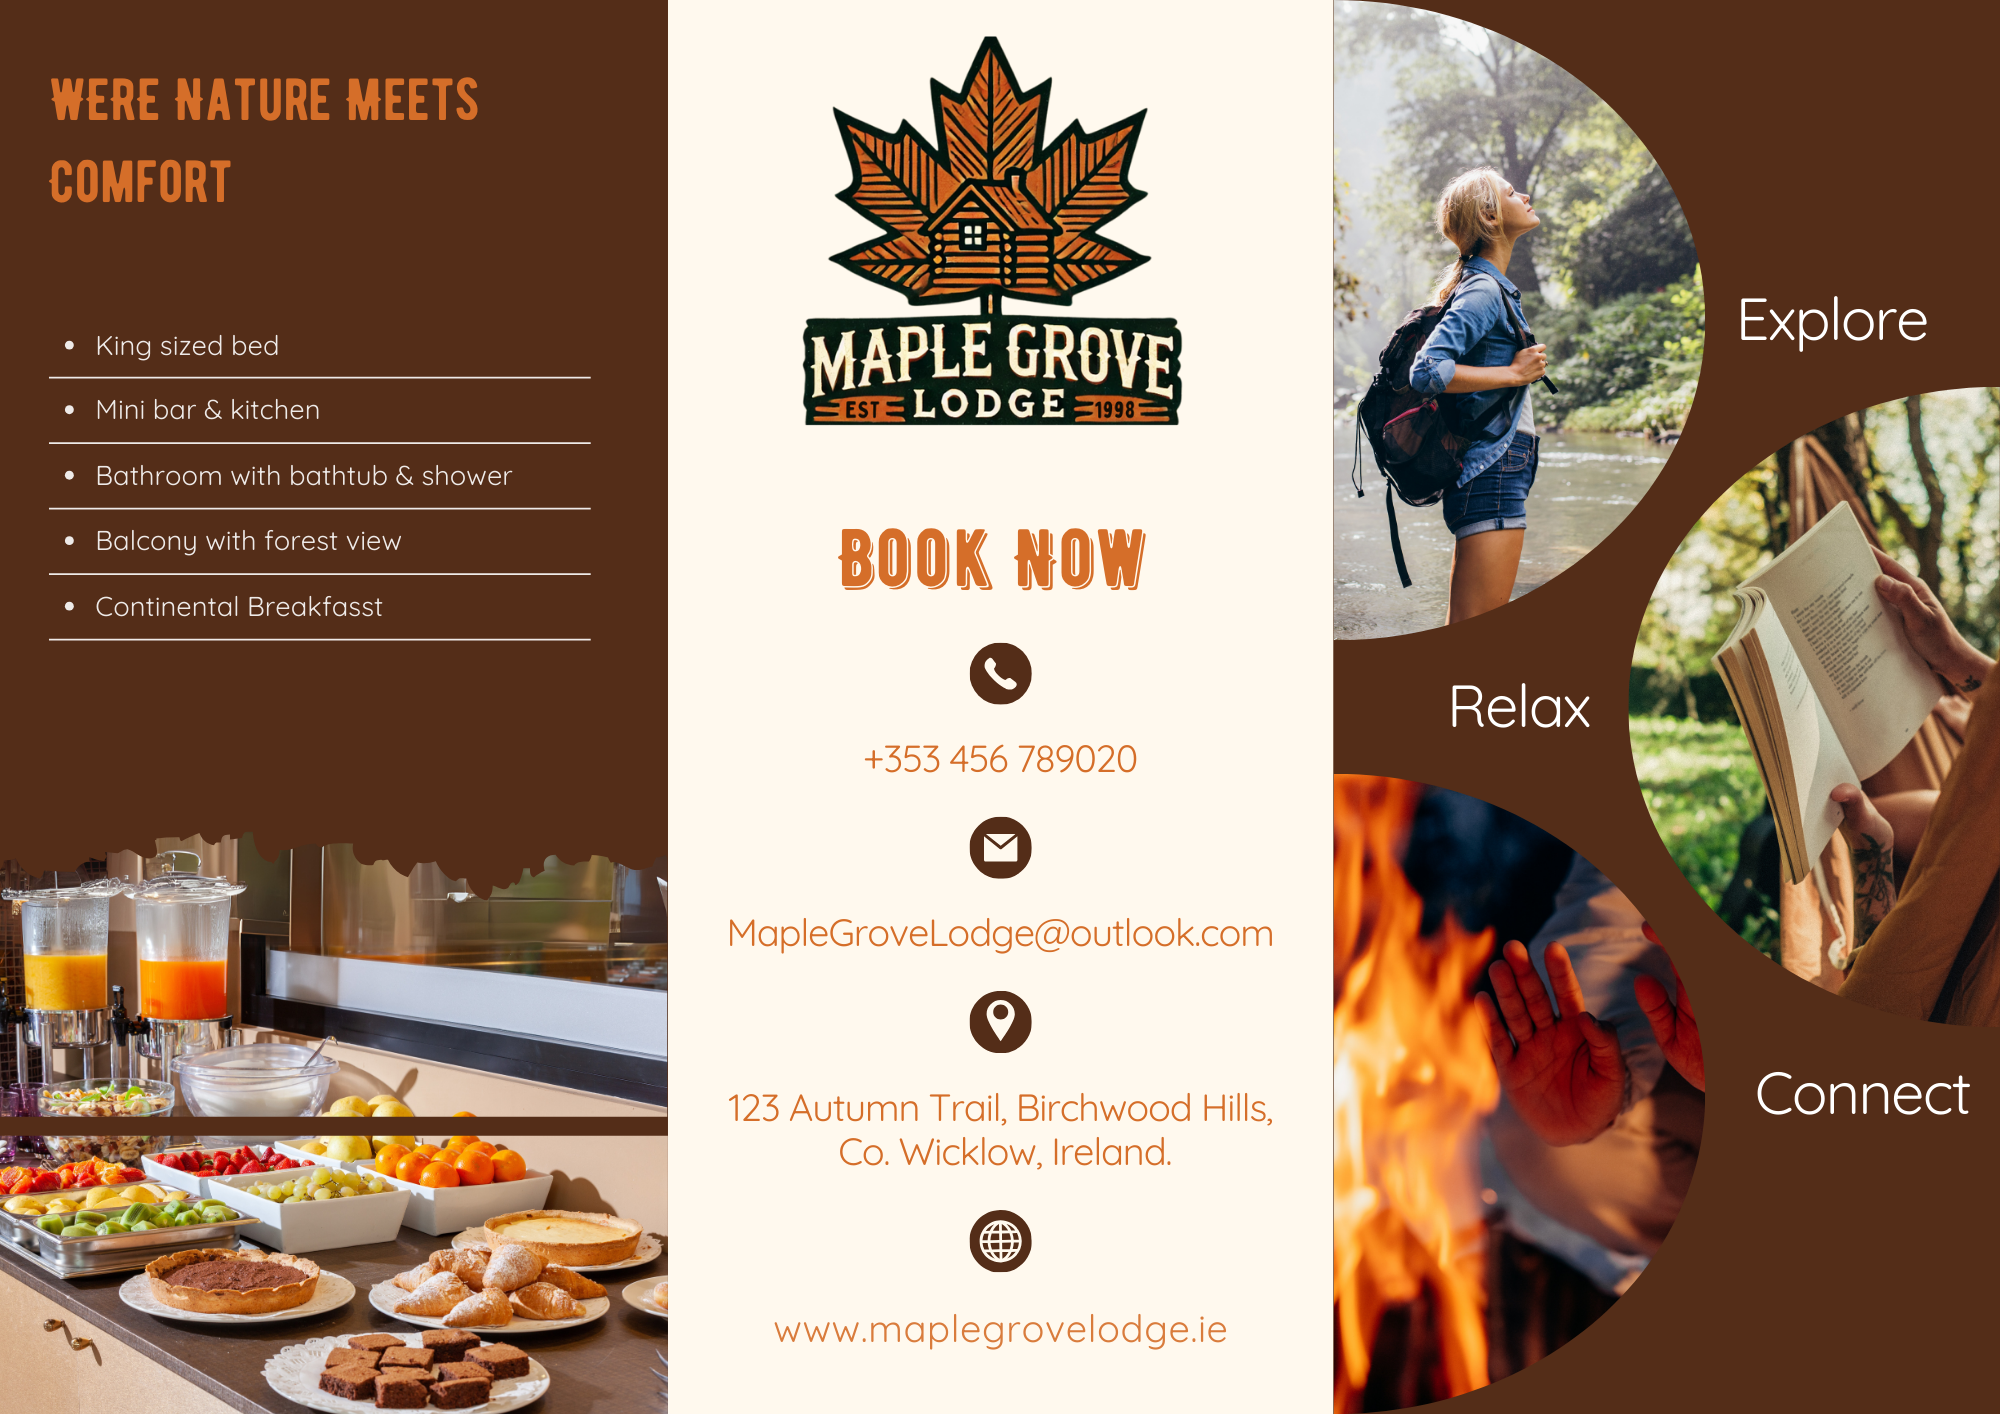 WERE NATURE MEETS
COMFORT
• King sized bed
• Mini bar & kitchen
• Bathroom with bathtub & shower
• Balcony with forest view
• Continental Breakfasst
MAPLE GROVE
EST LODGE 1998
BOOK NOW
+353 456 789020
MapleGroveLodge@outlook.com
123 Autumn Trail, Birchwood Hills,
Co. Wicklow, Ireland.
www.maplegrovelodge.ie
Explore
Relax
Connect